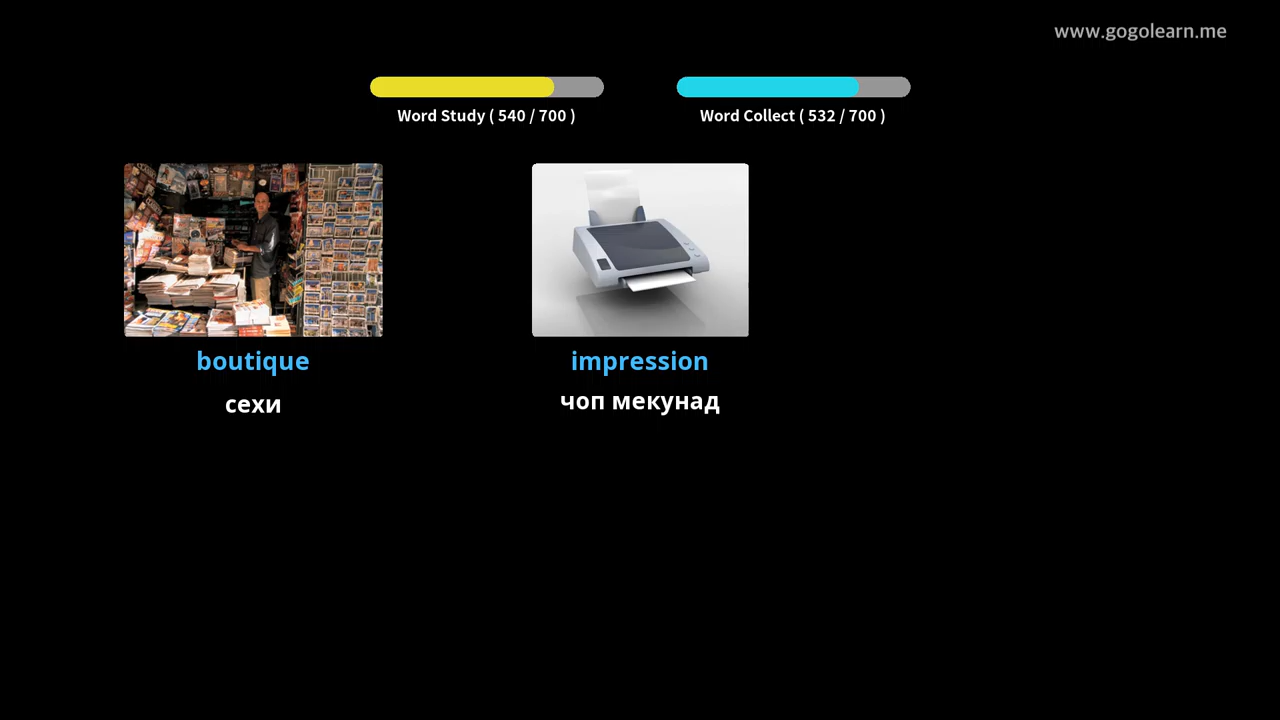 www.gogolearn.me
Word Study ( 540 / 700 )
Word Collect ( 532 / 700 )
boutique
сехи
impression
чоп мекунад